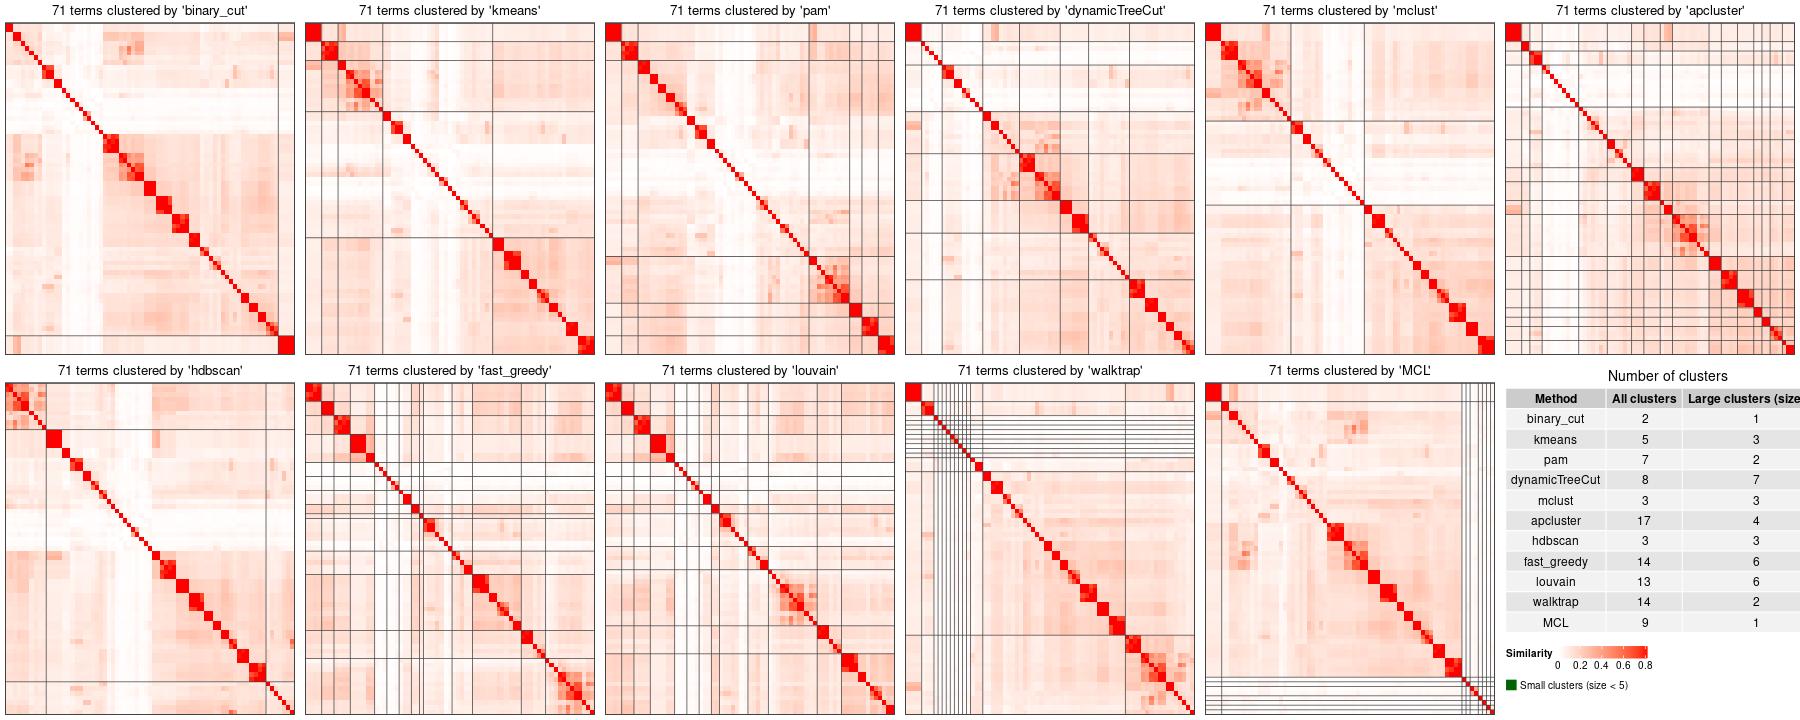 71 terms clustered by 'binary_cut'
71 terms clustered by 'kmeans'
71 terms clustered by 'pam'
71 terms clustered by 'dynamicTreeCut'
71 terms clustered by 'mclust'
71 terms clustered by 'apcluster'
71 terms clustered by 'hdbscan'
71 terms clustered by 'fast_greedy'
71 terms clustered by 'louvain'
71 terms clustered by 'walktrap'
71 terms clustered by 'MCL'
Number of clusters
Method All clusters Large clusters (size
binary_cut 2 1
kmeans 5 3
pam 7 2
dynamicTreeCut 8 7
mclust 3 3
apcluster 17 4
hdbscan 3 3
fast_greedy 14 6
louvain 13 6
walktrap 14 2
MCL 9 1
Similarity
0 0.2 0.4 0.6 0.8
Small clusters (size < 5)